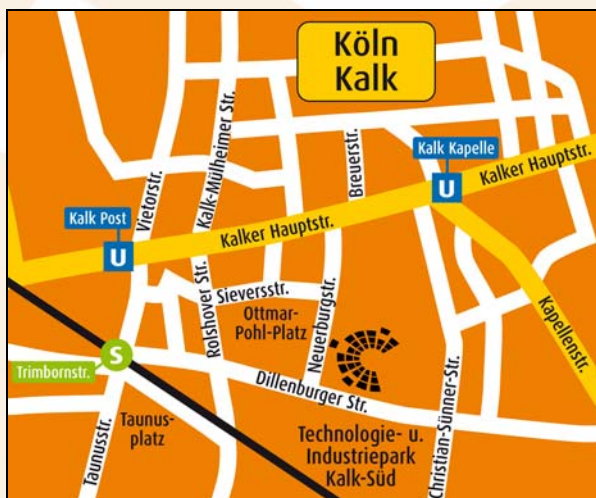 Köln
Kalk
Kalk Kapelle
U
Kalker Hauptstr.
Kalk-Mülheimer Str.
Breuerstr.
Vietorstr.
Kalk Post
U
Kalker Hauptstr.
Sieversstr.
Ottmar-
Pohl-Platz
Rolshover Str.
Neuerburgstr.
Kapellenstr.
S
Trimbornstr.
Dillenburger Str.
Taunusstr.
Taunus-
platz
Technologie- u.
Industriepark
Kalk-Süd
Christian-Sünner-Str.